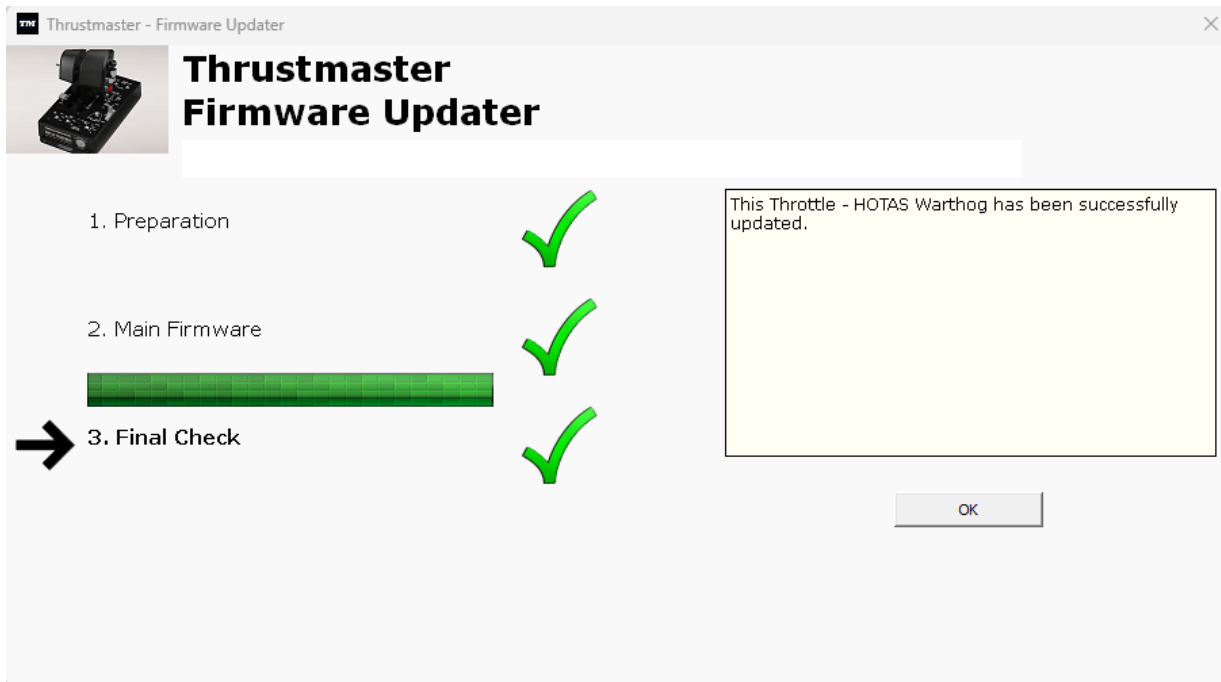 TM Thrustmaster - Firmware Updater
Thrustmaster
Firmware Updater
1. Preparation
This Throttle - HOTAS Warthog has been successfully
updated.
2. Main Firmware
3. Final Check
OK